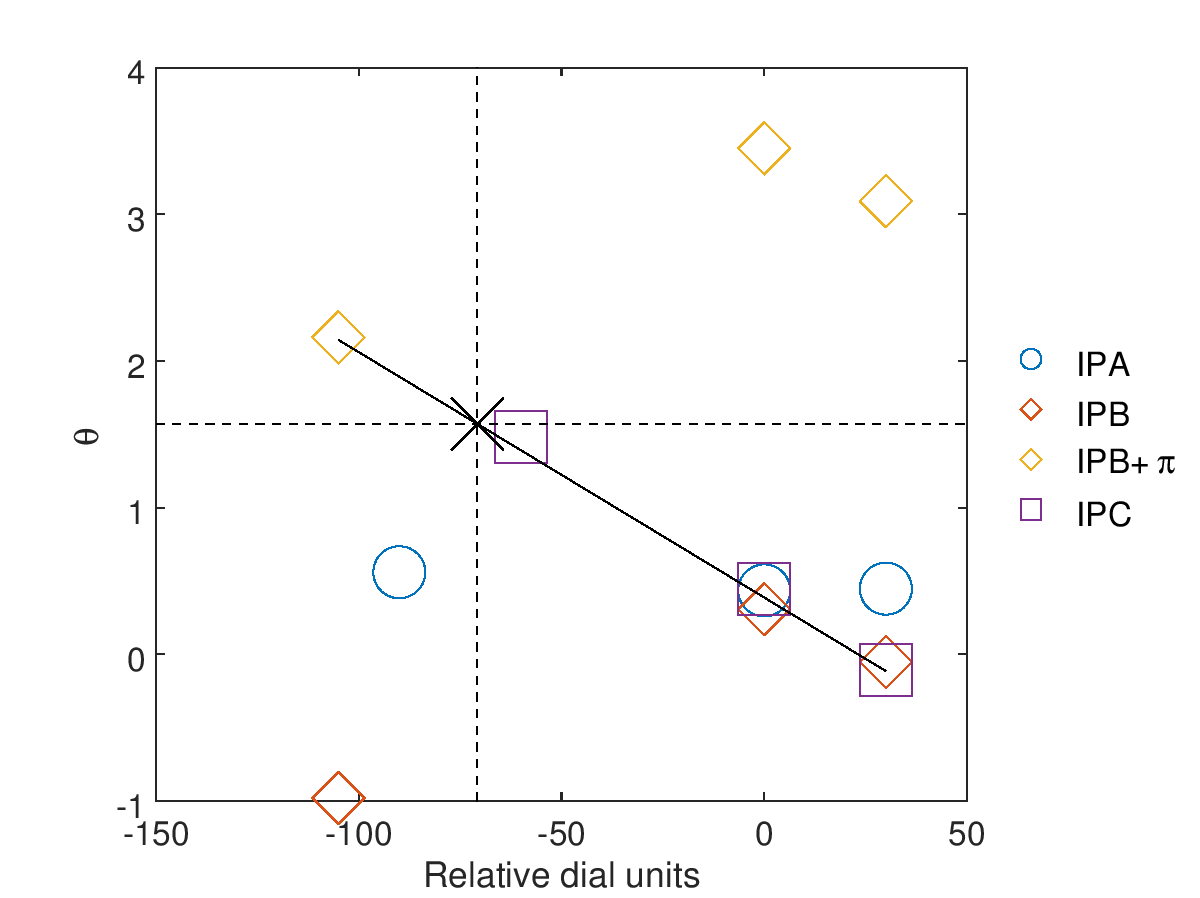 4
3
2
1
0
-1
θ
-150
-100
-50
0
50
Relative dial units
IPA
IPB
IPB+ π
IPC